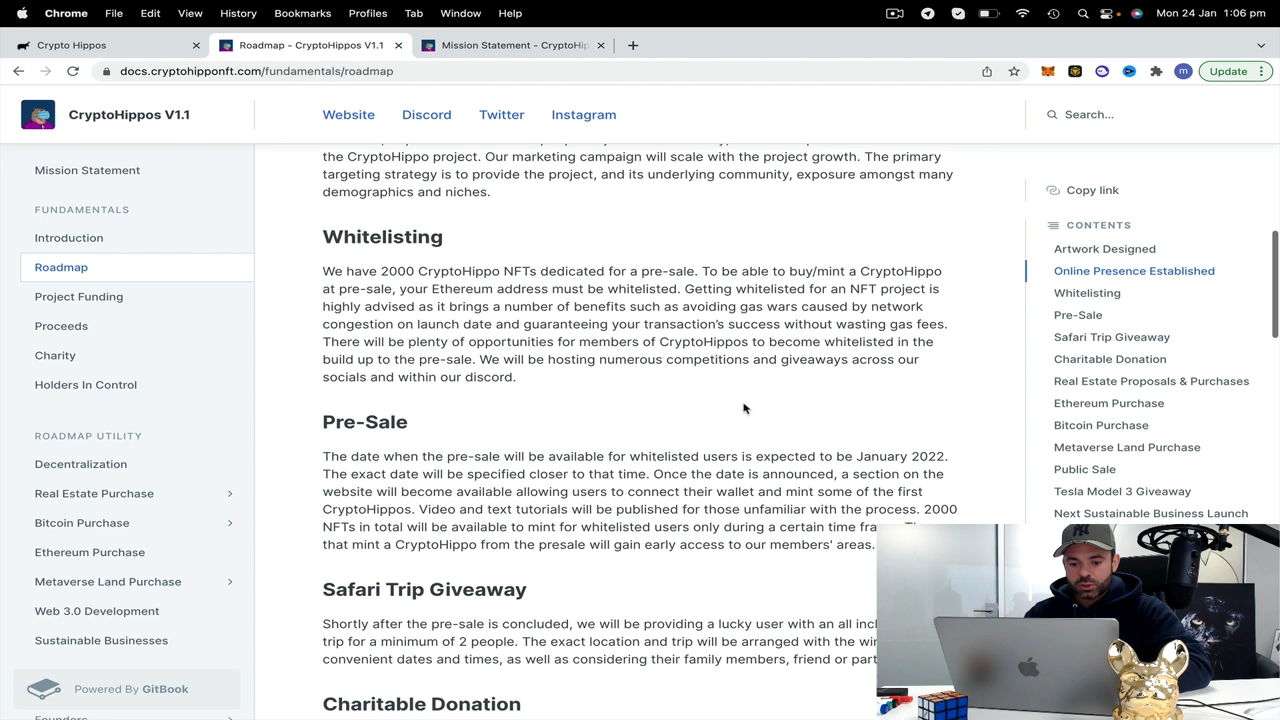 Chrome File Edit View History Bookmarks Profiles Tab Window Help Mon 24 Jan 1:06 pm
Crypto Hippos Roadmap - CryptoHippos V1.1 Mission Statement - CryptoHip
docs.cryptohipponft.com/fundamentals/roadmap m Update
CryptoHippos V1.1 Website Discord Twitter Instagram Search...
Mission Statement
FUNDAMENTALS
Introduction
Roadmap
Project Funding
Proceeds
Charity
Holders In Control
ROADMAP UTILITY
Decentralization
Real Estate Purchase
Bitcoin Purchase
Ethereum Purchase
Metaverse Land Purchase
Web 3.0 Development
Sustainable Businesses
Powered By GitBook
Founders
the CryptoHippo project. Our marketing campaign will scale with the project growth. The primary
targeting strategy is to provide the project, and its underlying community, exposure amongst many
demographics and niches.
Whitelisting
We have 2000 CryptoHippo NFTs dedicated for a pre-sale. To be able to buy/mint a CryptoHippo
at pre-sale, your Ethereum address must be whitelisted. Getting whitelisted for an NFT project is
highly advised as it brings a number of benefits such as avoiding gas wars caused by network
congestion on launch date and guaranteeing your transaction's success without wasting gas fees.
There will be plenty of opportunities for members of CryptoHippos to become whitelisted in the
build up to the pre-sale. We will be hosting numerous competitions and giveaways across our
socials and within our discord.
Pre-Sale
The date when the pre-sale will be available for whitelisted users is expected to be January 2022.
The exact date will be specified closer to that time. Once the date is announced, a section on the
website will become available allowing users to connect their wallet and mint some of the first
CryptoHippos. Video and text tutorials will be published for those unfamiliar with the process. 2000
NFTs in total will be available to mint for whitelisted users only during a certain time
that mint a CryptoHippo from the presale will gain early access to our members' areas.
Safari Trip Giveaway
Shortly after the pre-sale is concluded, we will be providing a lucky user with an all
trip for a minimum of 2 people. The exact location and trip will be arranged with the
convenient dates and times, as well as considering their family members, friend or
Charitable Donation
Copy link
CONTENTS
Artwork Designed
Online Presence Established
Whitelisting
Pre-Sale
Safari Trip Giveaway
Charitable Donation
Real Estate Proposals & Purchases
Ethereum Purchase
Bitcoin Purchase
Metaverse Land Purchase
Public Sale
Tesla Model 3 Giveaway
Next Sustainable Business Launch